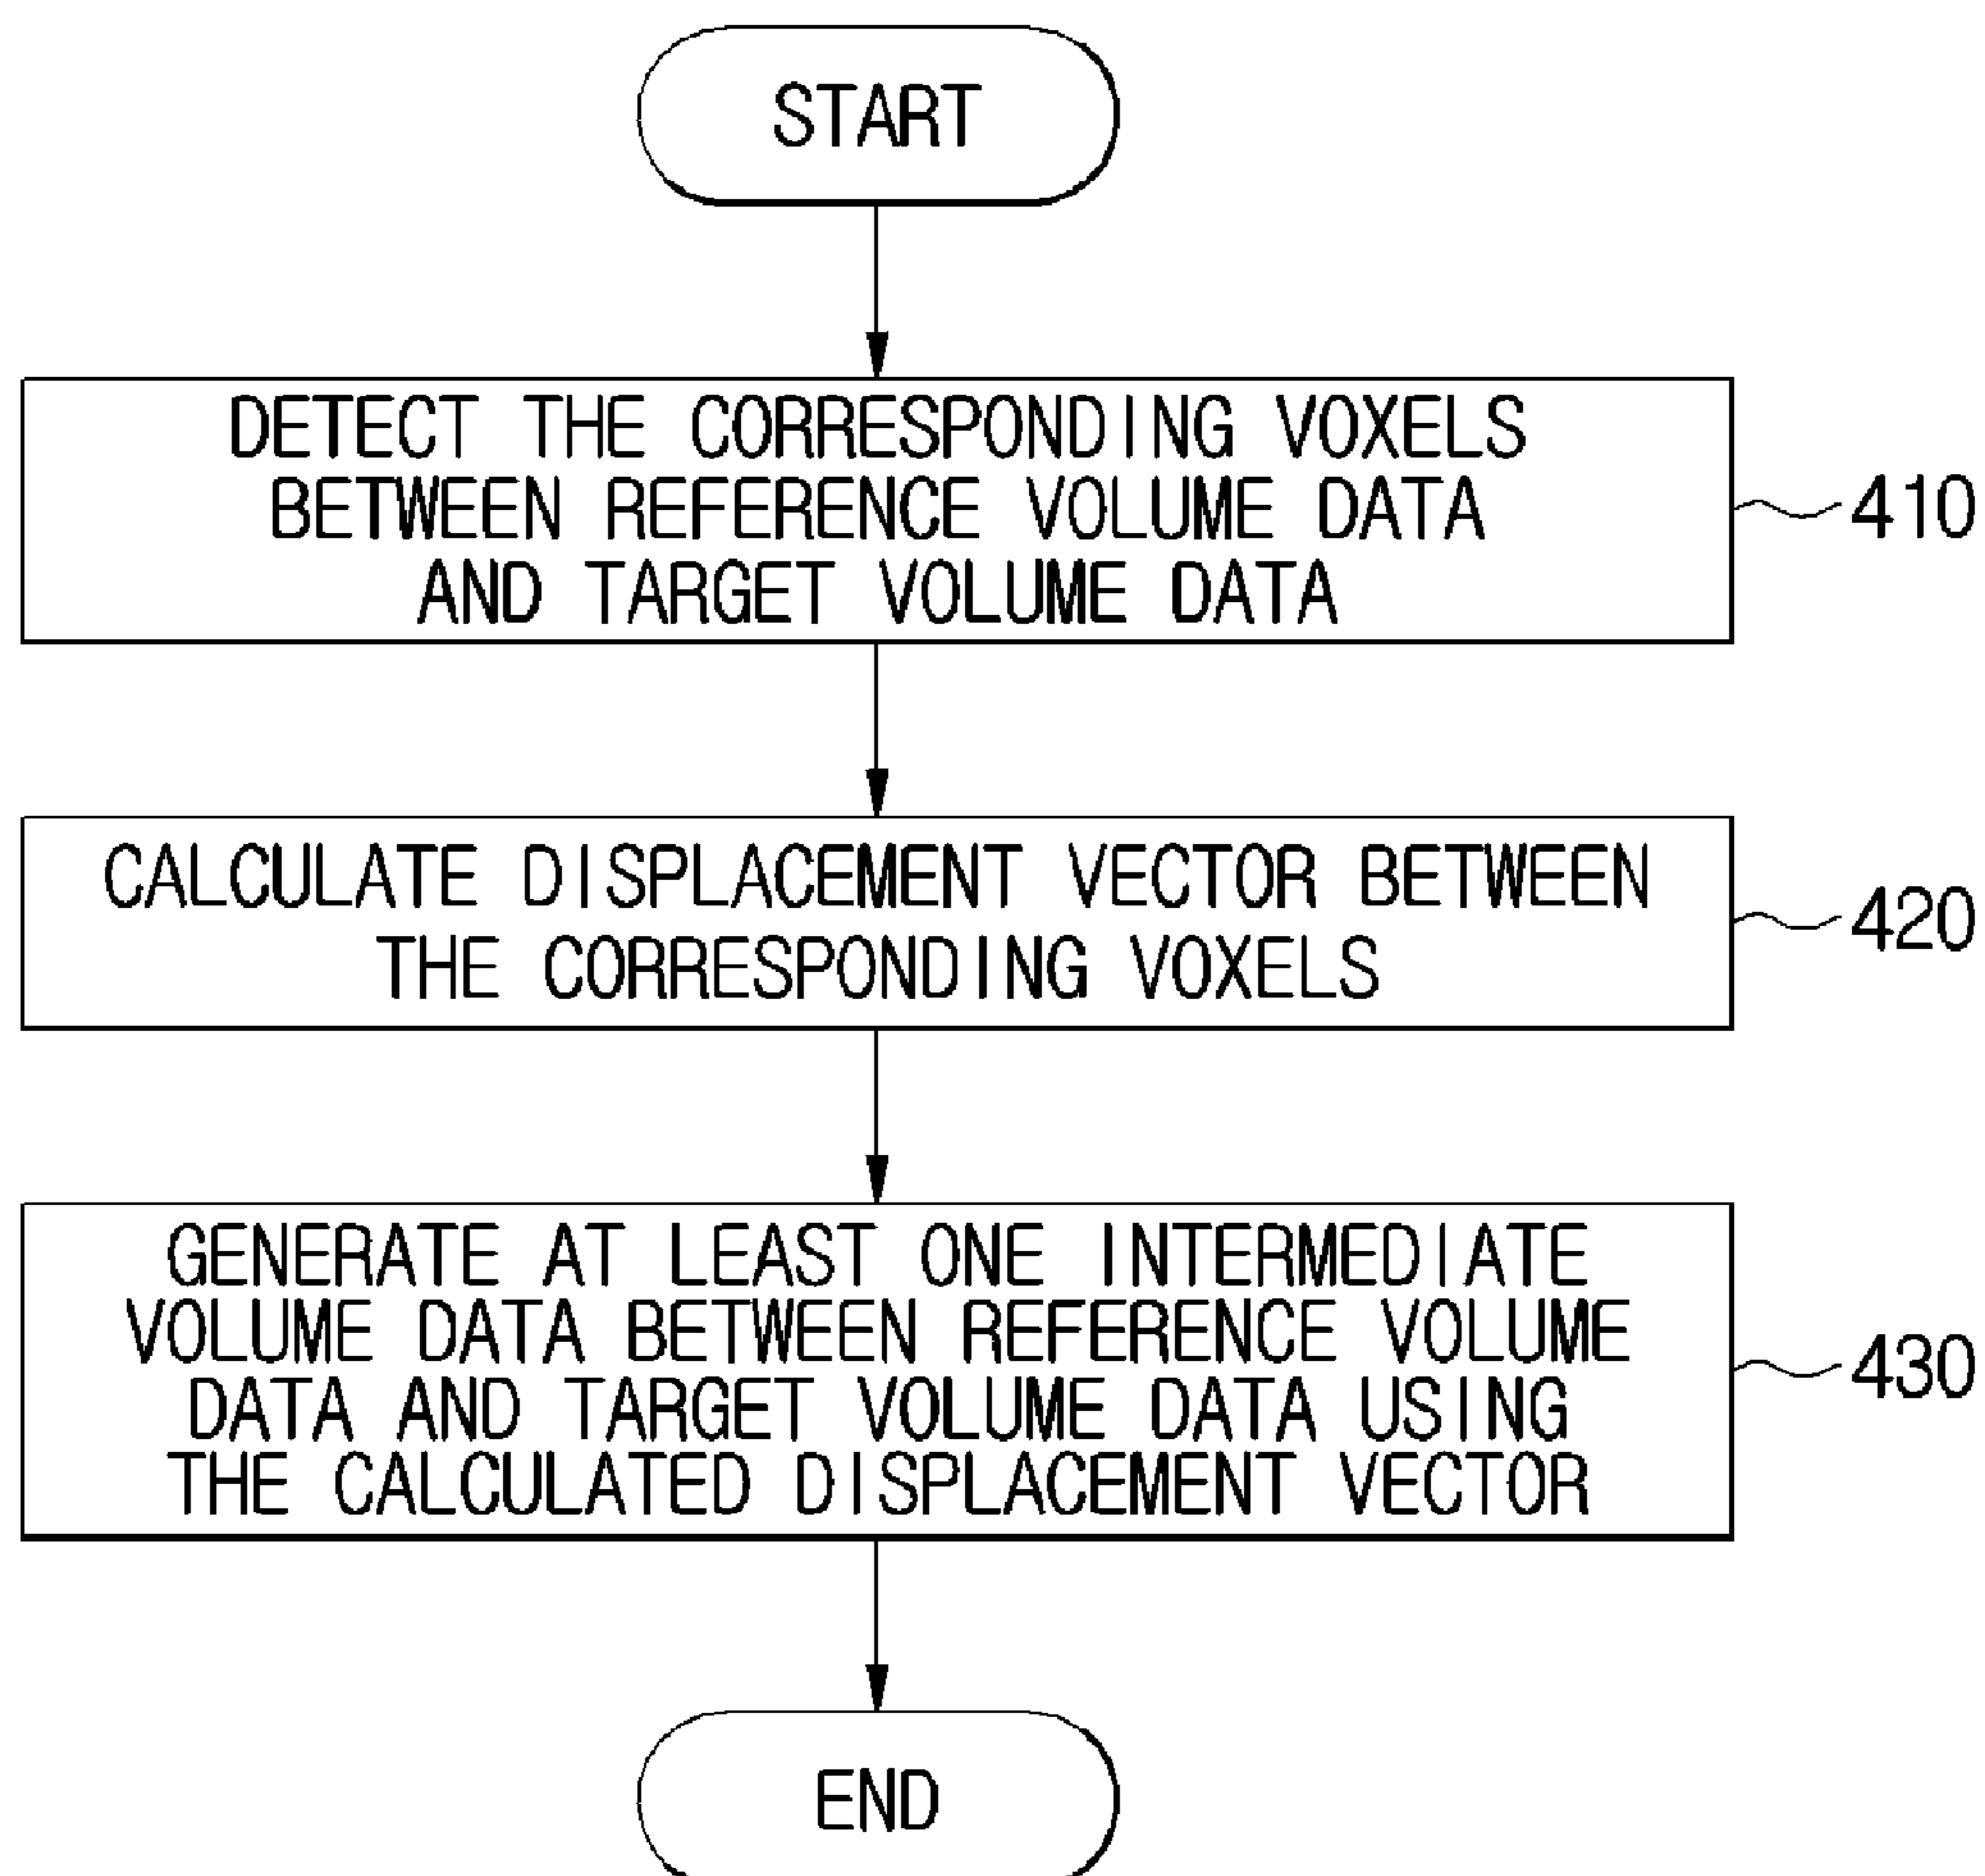 START
DETECT THE CORRESPONDING VOXELS
BETWEEN REFERENCE VOLUME DATA
AND TARGET VOLUME DATA
410
CALCULATE DISPLACEMENT VECTOR BETWEEN
THE CORRESPONDING VOXELS
420
GENERATE AT LEAST ONE INTERMEDIATE
VOLUME DATA BETWEEN REFERENCE VOLUME
DATA AND TARGET VOLUME DATA USING
THE CALCULATED DISPLACEMENT VECTOR
430
END